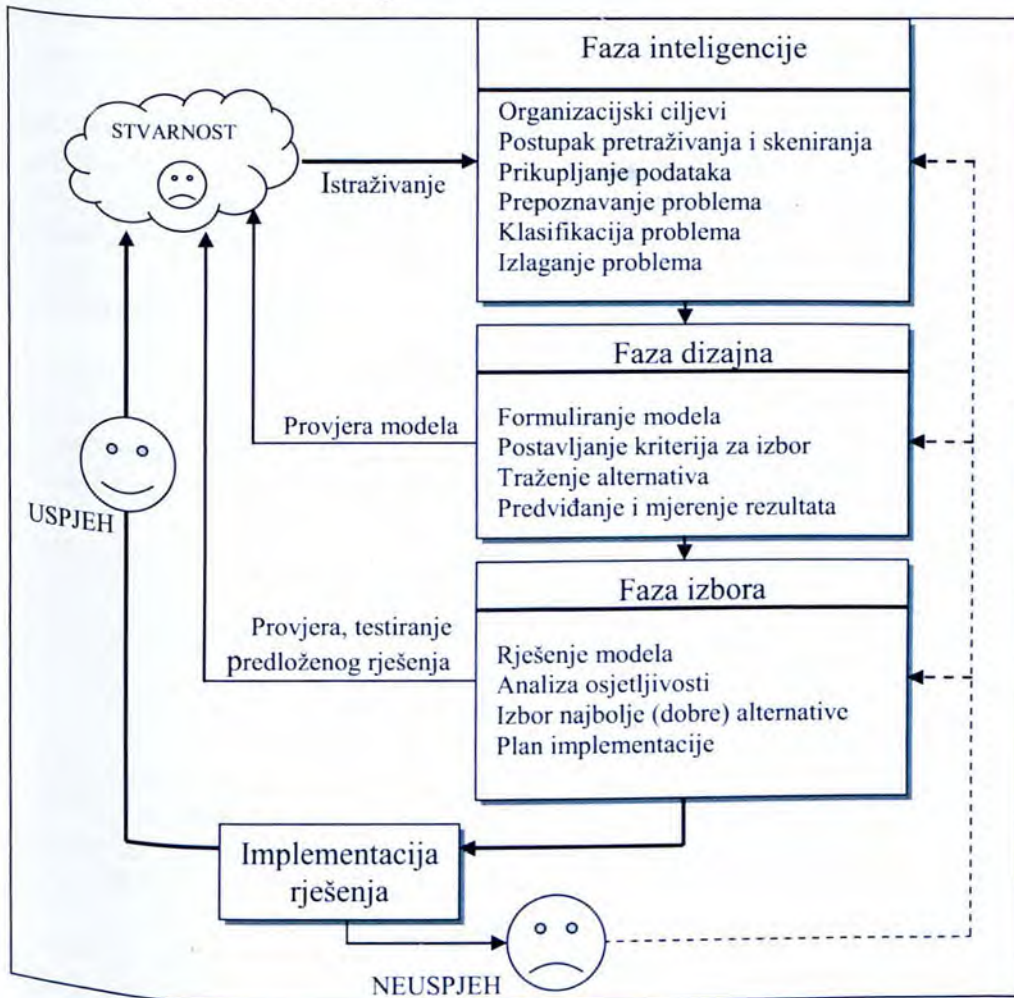 Faza inteligencije
Organizacijski ciljevi
Postupak pretraživanja i skeniranja
Prikupljanje podataka
Prepoznavanje problema
Klasifikacija problema
Izlaganje problema
STVARNOST
Istraživanje
Faza dizajna
Formuliranje modela
Postavljanje kriterija za izbor
Traženje alternativa
Predviđanje i mjerenje rezultata
Provjera modela
USPJEH
Faza izbora
Rješenje modela
Analiza osjetljivosti
Izbor najbolje (dobre) alternative
Plan implementacije
Provjera, testiranje
predloženog rješenja
Implementacija
rješenja
NEUSPJEH